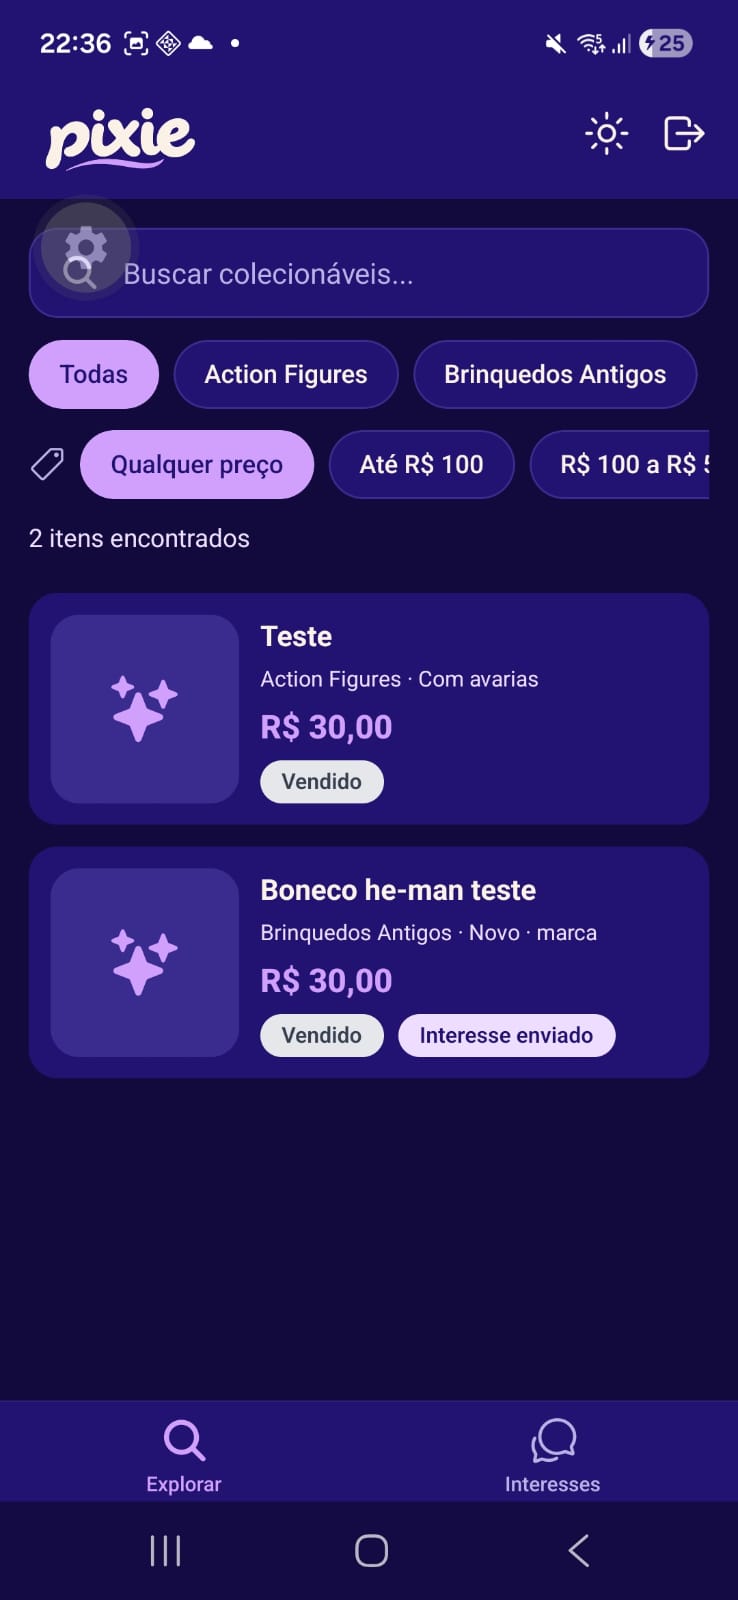 22:36
5
25
pixie
Buscar colecionáveis...
Todas
Action Figures
Brinquedos Antigos
Qualquer preço
Até R$ 100
R$ 100 a R$
2 itens encontrados
Teste
Action Figures · Com avarias
R$ 30,00
Vendido
Boneco he-man teste
Brinquedos Antigos · Novo · marca
R$ 30,00
Vendido
Interesse enviado
Explorar
Interesses